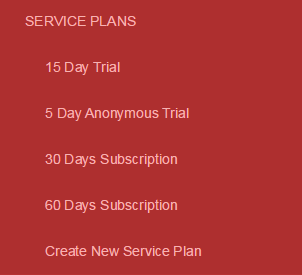 SERVICE PLANS
15 Day Trial
5 Day Anonymous Trial
30 Days Subscription
60 Days Subscription
Create New Service Plan